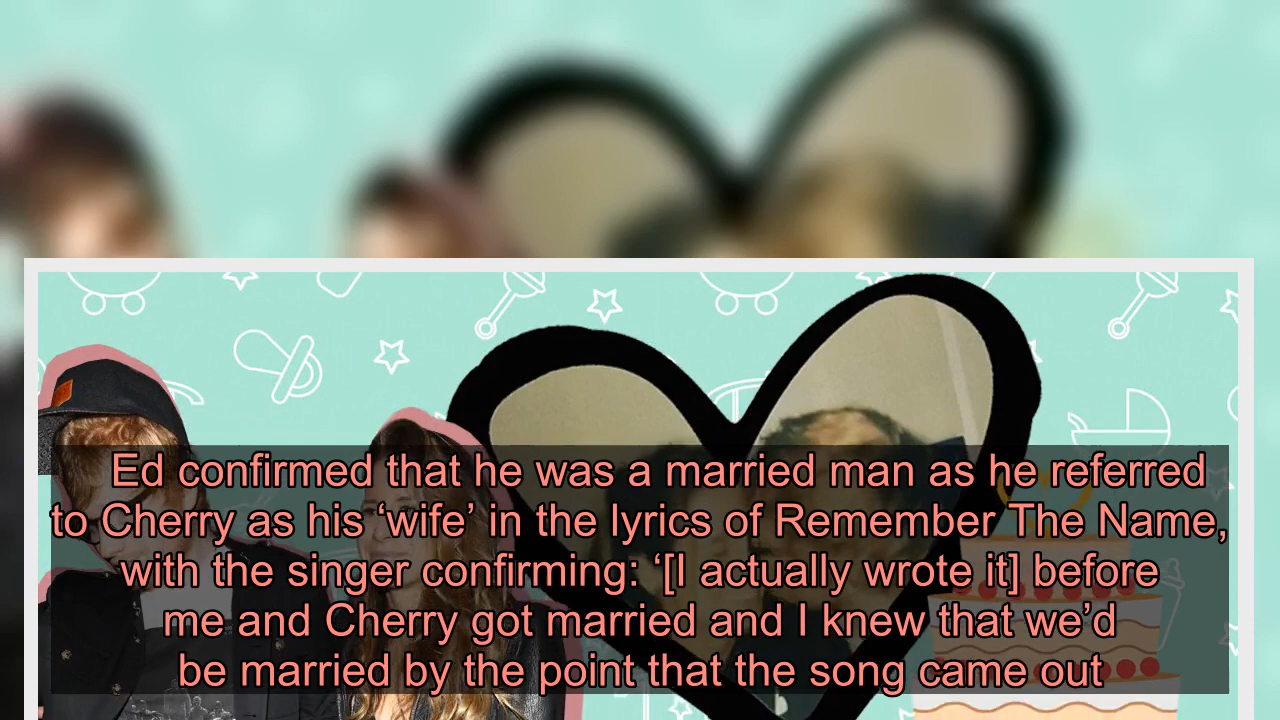 Ed confirmed that he was a married man as he referred
to Cherry as his ‘wife’ in the lyrics of Remember The Name,
with the singer confirming: ‘[I actually wrote it] before
me and Cherry got married and I knew that we’d
be married by the point that the song came out